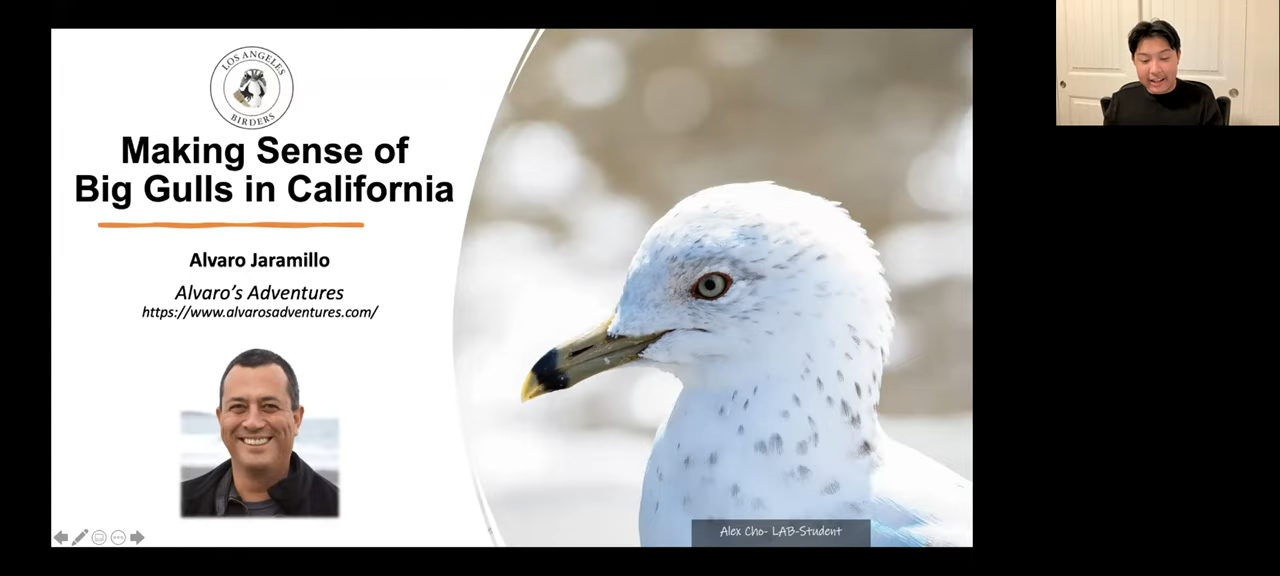 LOS ANGELES
BIRDERS
Making Sense of
Big Gulls in California
Alvaro Jaramillo
Alvaro's Adventures
https://www.alvarosadventures.com/
Alex Cho- LAB-Student